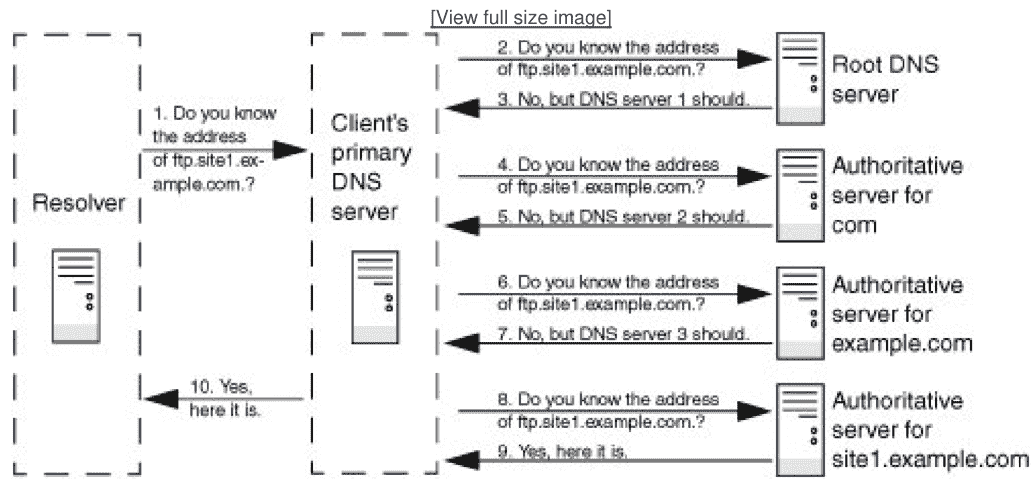 [View full size image]
1. Do you know
the address
of ftp.site1.ex-
ample.com.?
Resolver
10. Yes,
here it is.
Client's
primary
DNS
server
2. Do you know the address
of ftp.site1.example.com.?
3. No, but DNS server 1 should.
Root DNS
server
4. Do you know the address
of ftp.site1.example.com.?
5. No, but DNS server 2 should.
Authoritative
server for
com
6. Do you know the address
of ftp.site1.example.com.?
7. No, but DNS server 3 should.
Authoritative
server for
example.com
8. Do you know the address
of ftp.site1.example.com.?
9. Yes, here it is.
Authoritative
server for
site1.example.com